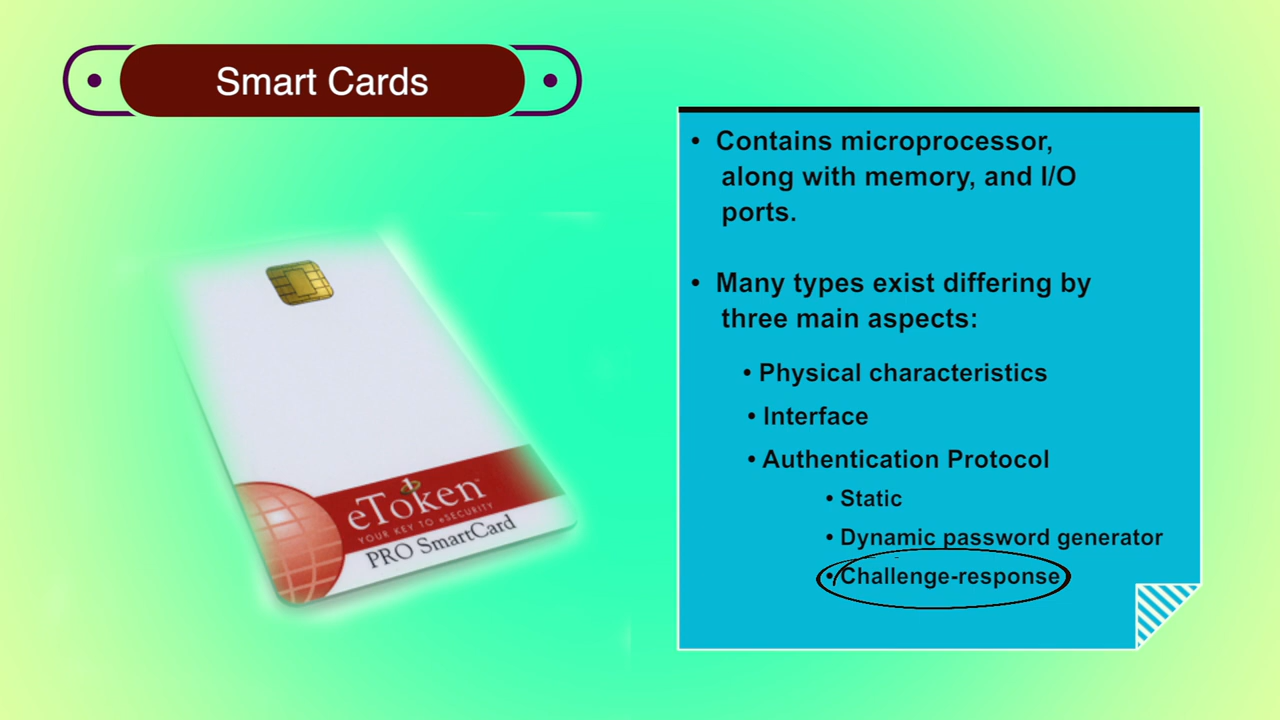 Smart Cards
• Contains microprocessor,
along with memory, and I/O
ports.
• Many types exist differing by
three main aspects:
• Physical characteristics
• Interface
• Authentication Protocol
• Static
• Dynamic password generator
• Challenge-response
eToken™
YOUR KEY TO eSECURITY
PRO SmartCard